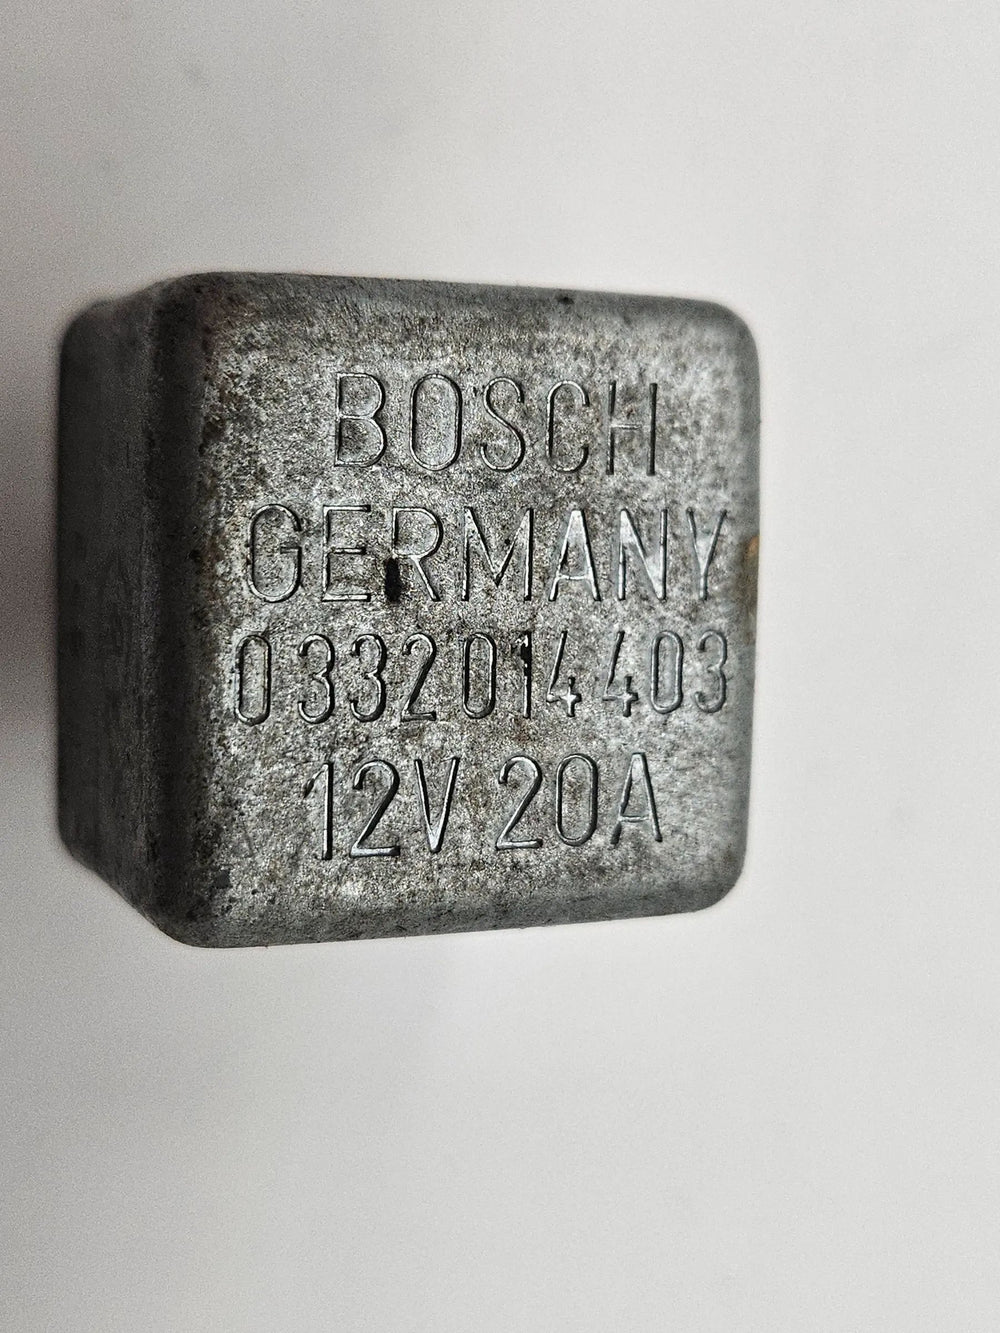 BOSCH
GERMANY
0 332 014 403
12V 20A